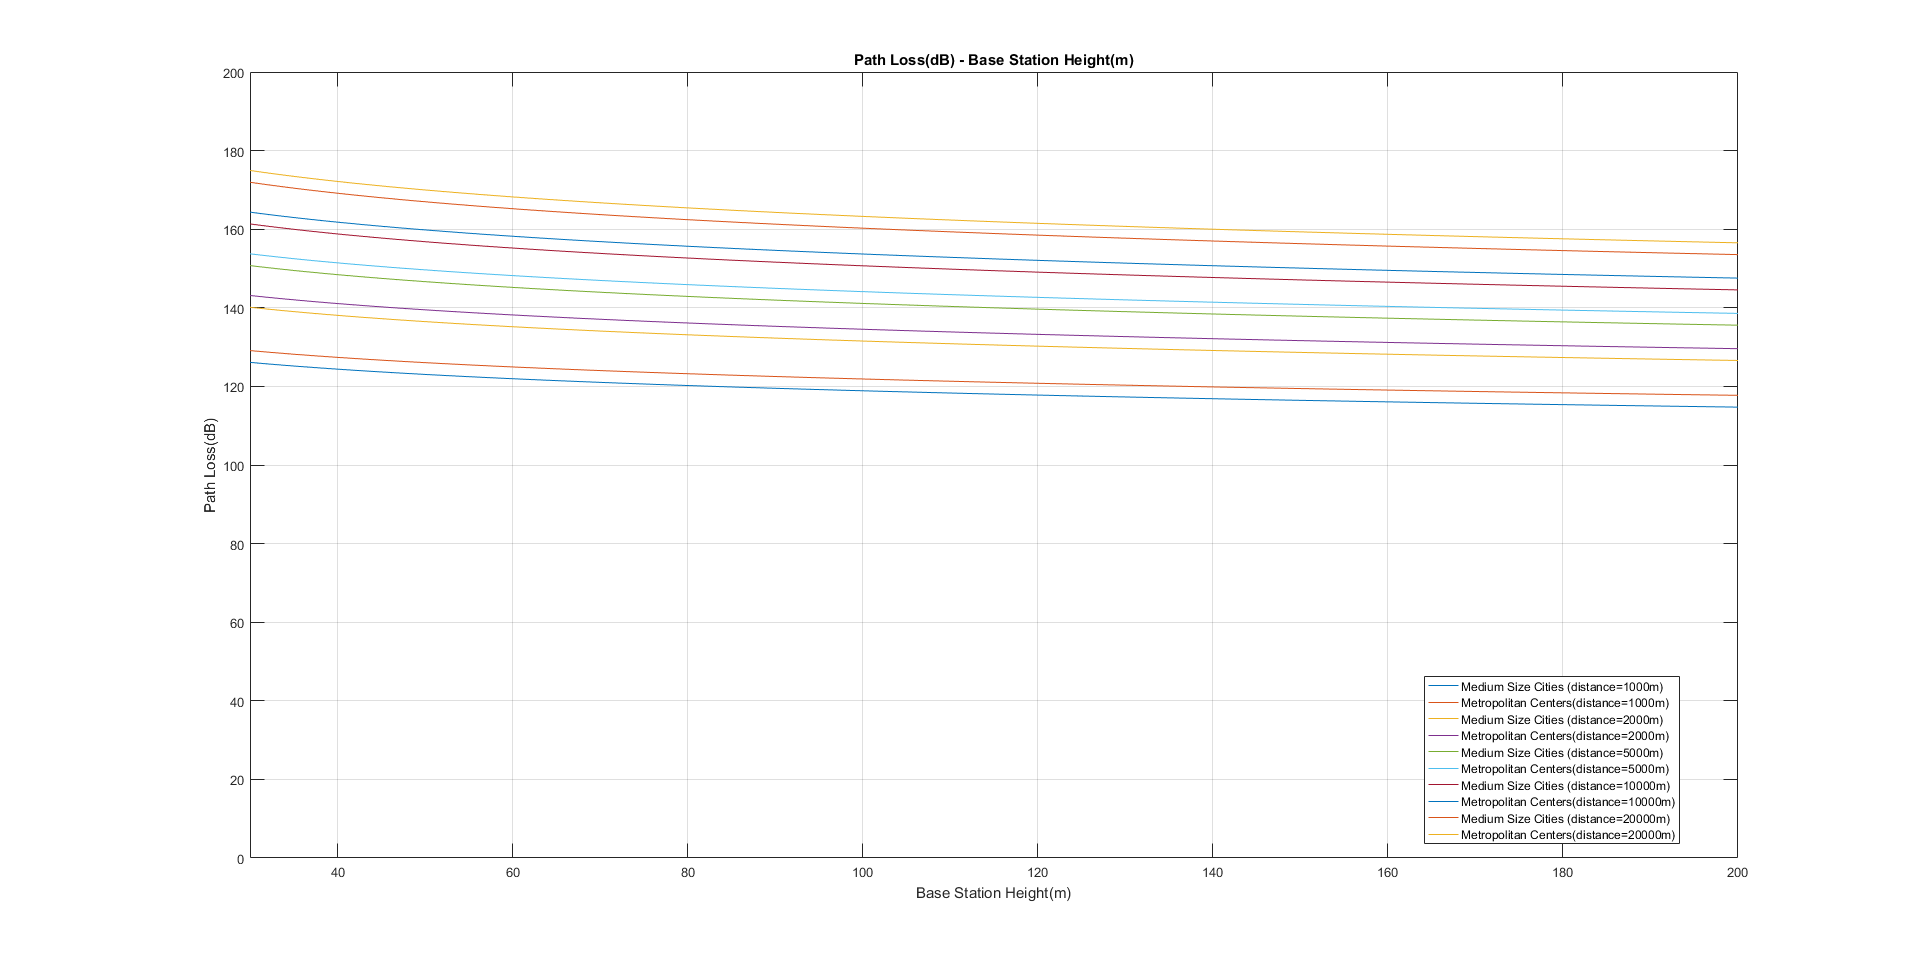 Path Loss(dB) - Base Station Height(m)
200
180
160
140
120
100
80
60
40
20
0
Path Loss(dB)
Medium Size Cities (distance=1000m)
Metropolitan Centers(distance=1000m)
Medium Size Cities (distance=2000m)
Metropolitan Centers(distance=2000m)
Medium Size Cities (distance=5000m)
Metropolitan Centers(distance=5000m)
Medium Size Cities (distance=10000m)
Metropolitan Centers(distance=10000m)
Medium Size Cities (distance=20000m)
Metropolitan Centers(distance=20000m)
40 60 80 100 120 140 160 180 200
Base Station Height(m)